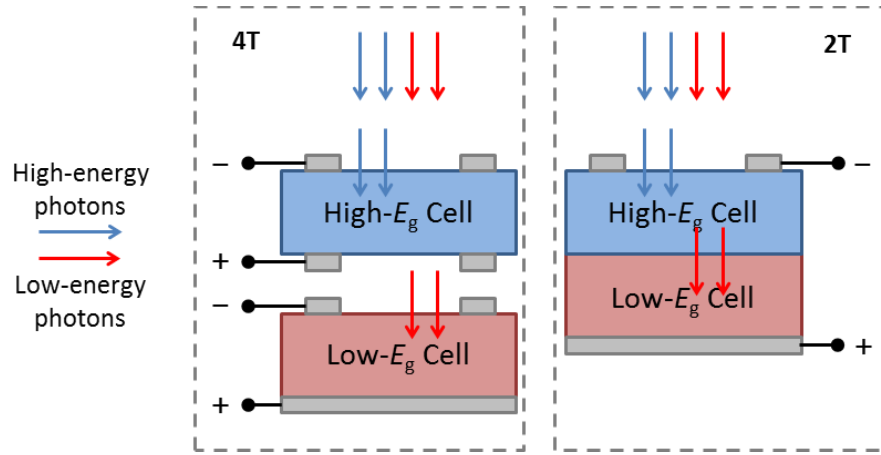 4T
2T
High-energy
photons
Low-energy
photons
−
High-Eg Cell
+
−
Low-Eg Cell
+
−
High-Eg Cell
Low-Eg Cell
+